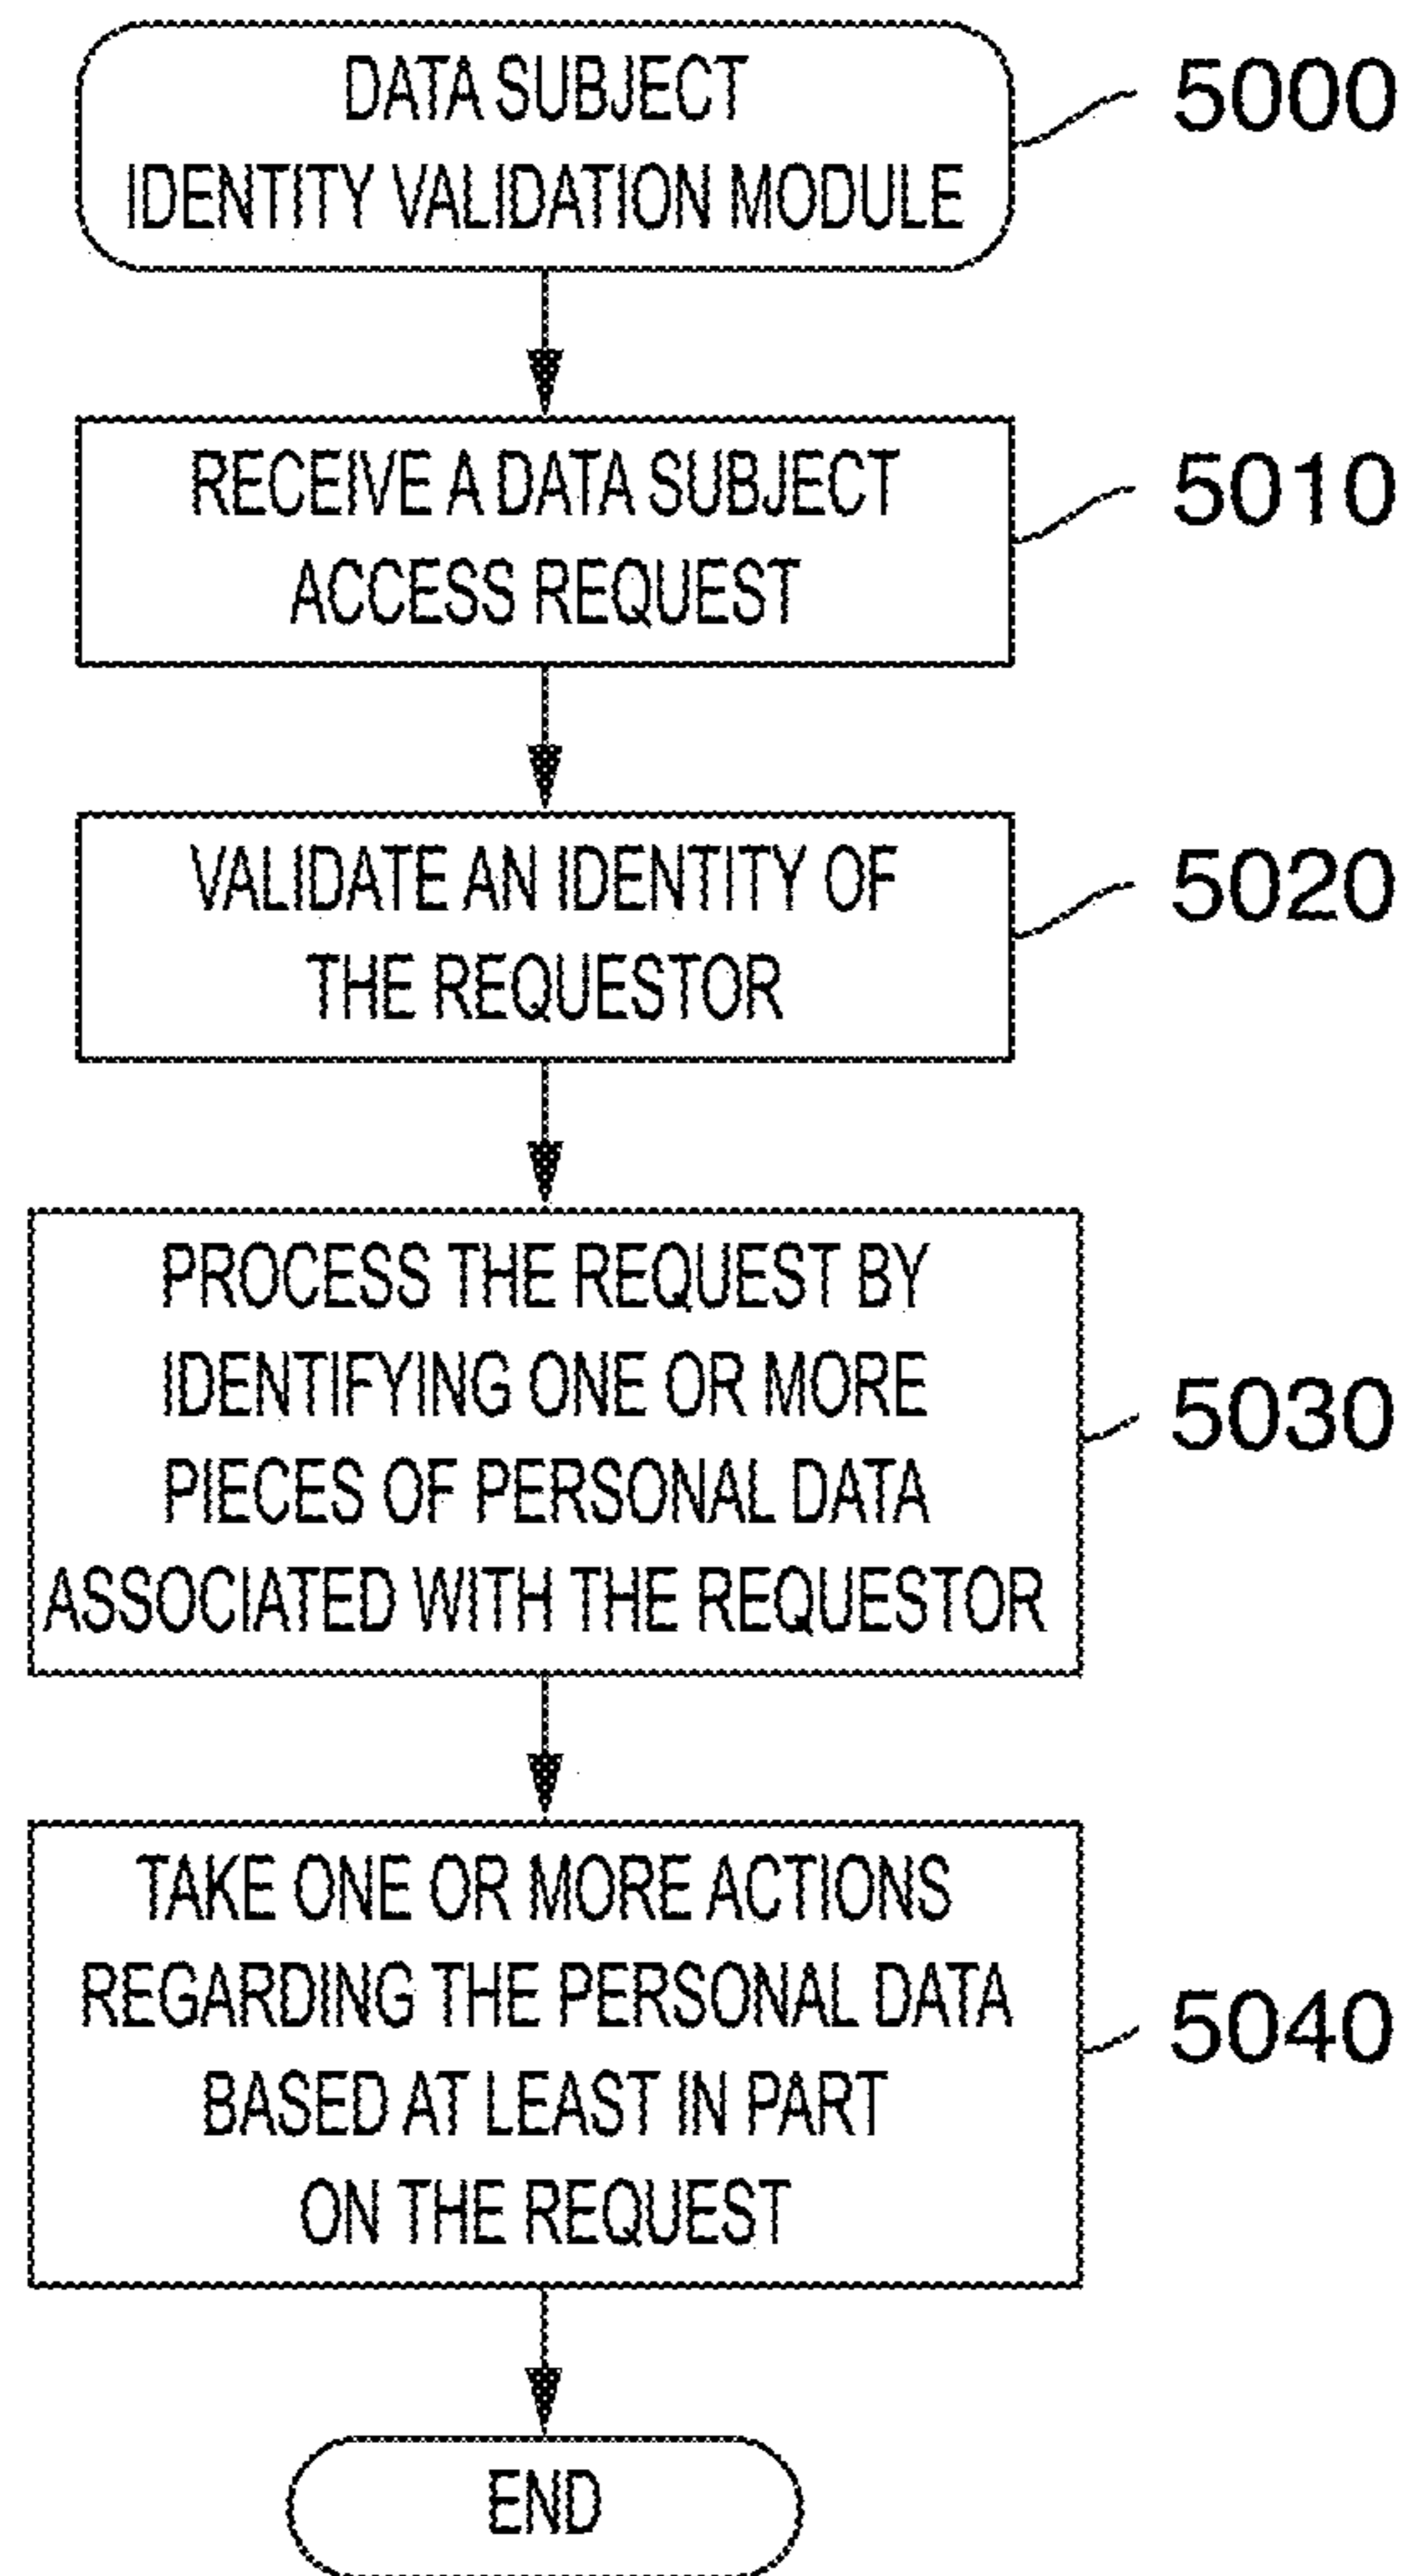 DATA SUBJECT
IDENTITY VALIDATION MODULE
5000
RECEIVE A DATA SUBJECT
ACCESS REQUEST
5010
VALIDATE AN IDENTITY OF
THE REQUESTOR
5020
PROCESS THE REQUEST BY
IDENTIFYING ONE OR MORE
PIECES OF PERSONAL DATA
ASSOCIATED WITH THE REQUESTOR
5030
TAKE ONE OR MORE ACTIONS
REGARDING THE PERSONAL DATA
BASED AT LEAST IN PART
ON THE REQUEST
5040
END